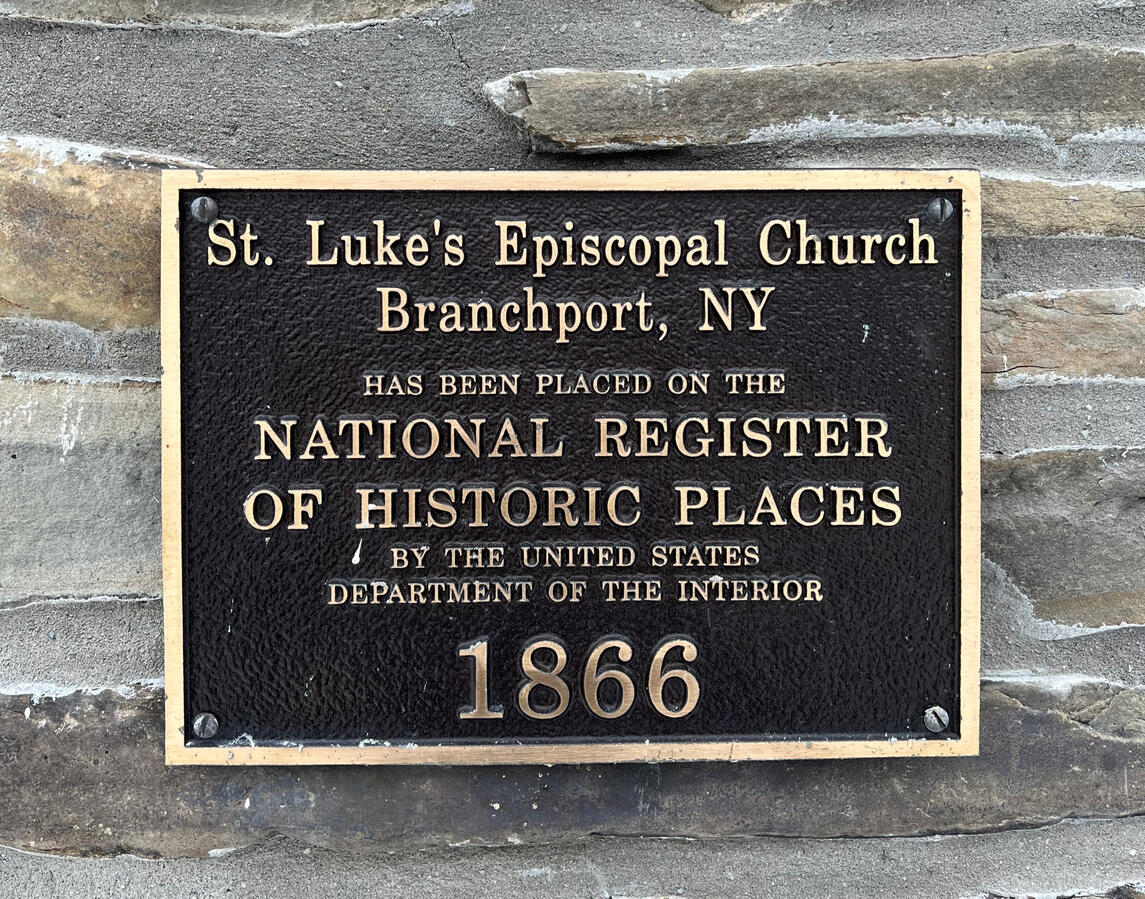 St. Luke's Episcopal Church
Branchport, NY
HAS BEEN PLACED ON THE
NATIONAL REGISTER
OF HISTORIC PLACES
BY THE UNITED STATES
DEPARTMENT OF THE INTERIOR
1866